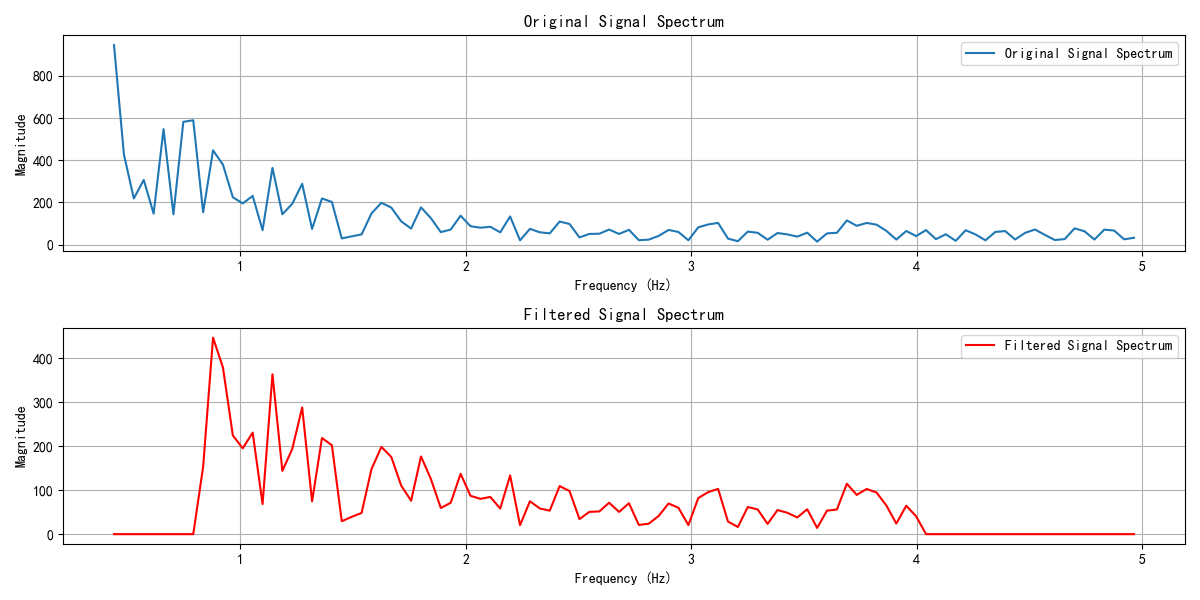 Original Signal Spectrum
Original Signal Spectrum
Magnitude
800
600
400
200
0
1 2 3 4 5
Frequency (Hz)
Filtered Signal Spectrum
Filtered Signal Spectrum
Magnitude
400
300
200
100
0
1 2 3 4 5
Frequency (Hz)